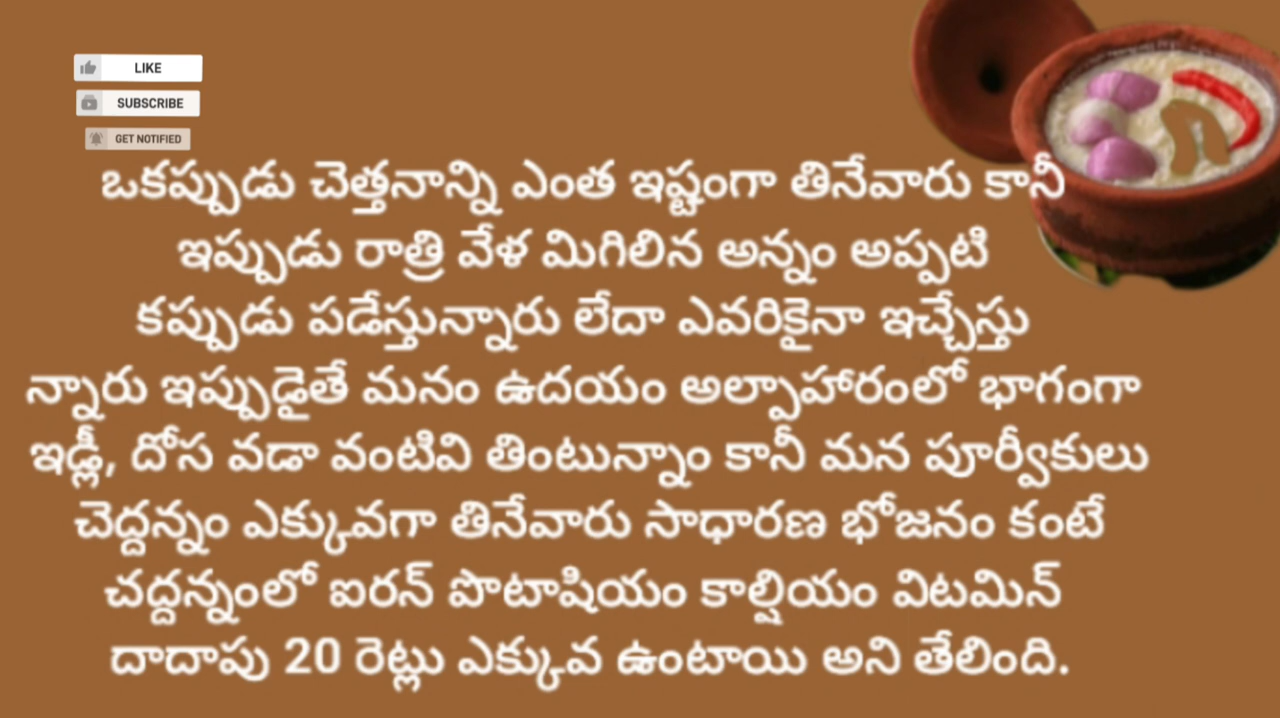 LIKE
SUBSCRIBE
GET NOTIFIED
ఒకప్పుడు చెత్తనాన్ని ఎంత ఇష్టంగా తినేవారు కానీ
ఇప్పుడు రాత్రి వేళ మిగిలిన అన్నం అప్పటి
కప్పుడు పడేస్తున్నారు లేదా ఎవరికైనా ఇచ్చేస్తు
న్నారు ఇప్పుడైతే మనం ఉదయం అల్పాహారంలో భాగంగా
ఇడ్లీ, దోస వడా వంటివి తింటున్నాం కానీ మన పూర్వీకులు
చెద్దన్నం ఎక్కువగా తినేవారు సాధారణ భోజనం కంటే
చద్దన్నంలో ఐరన్ పొటాషియం కాల్షియం విటమిన్
దాదాపు 20 రెట్లు ఎక్కువ ఉంటాయి అని తేలింది.